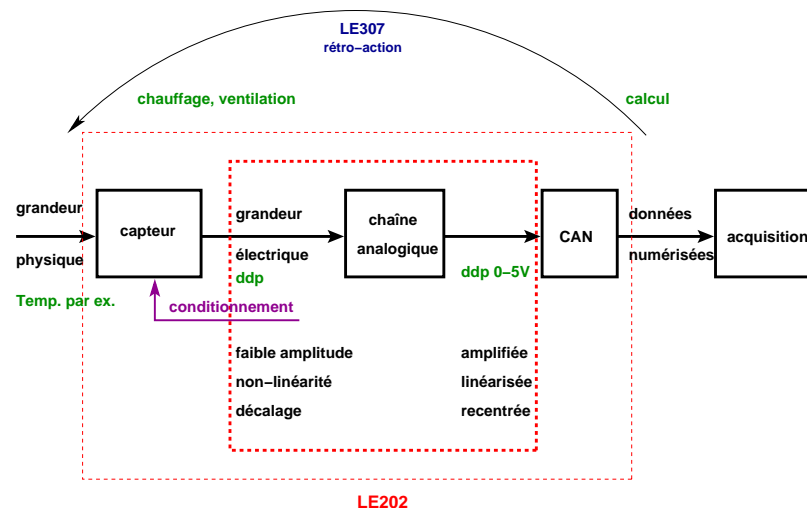 LE307
rétro−action
chauffage, ventilation
calcul
grandeur
physique
Temp. par ex.
capteur
conditionnement
grandeur
électrique
ddp
chaîne
analogique
ddp 0−5V
CAN
données
numérisées
acquisition
faible amplitude
non−linéarité
décalage
amplifiée
linéarisée
recentrée
LE202